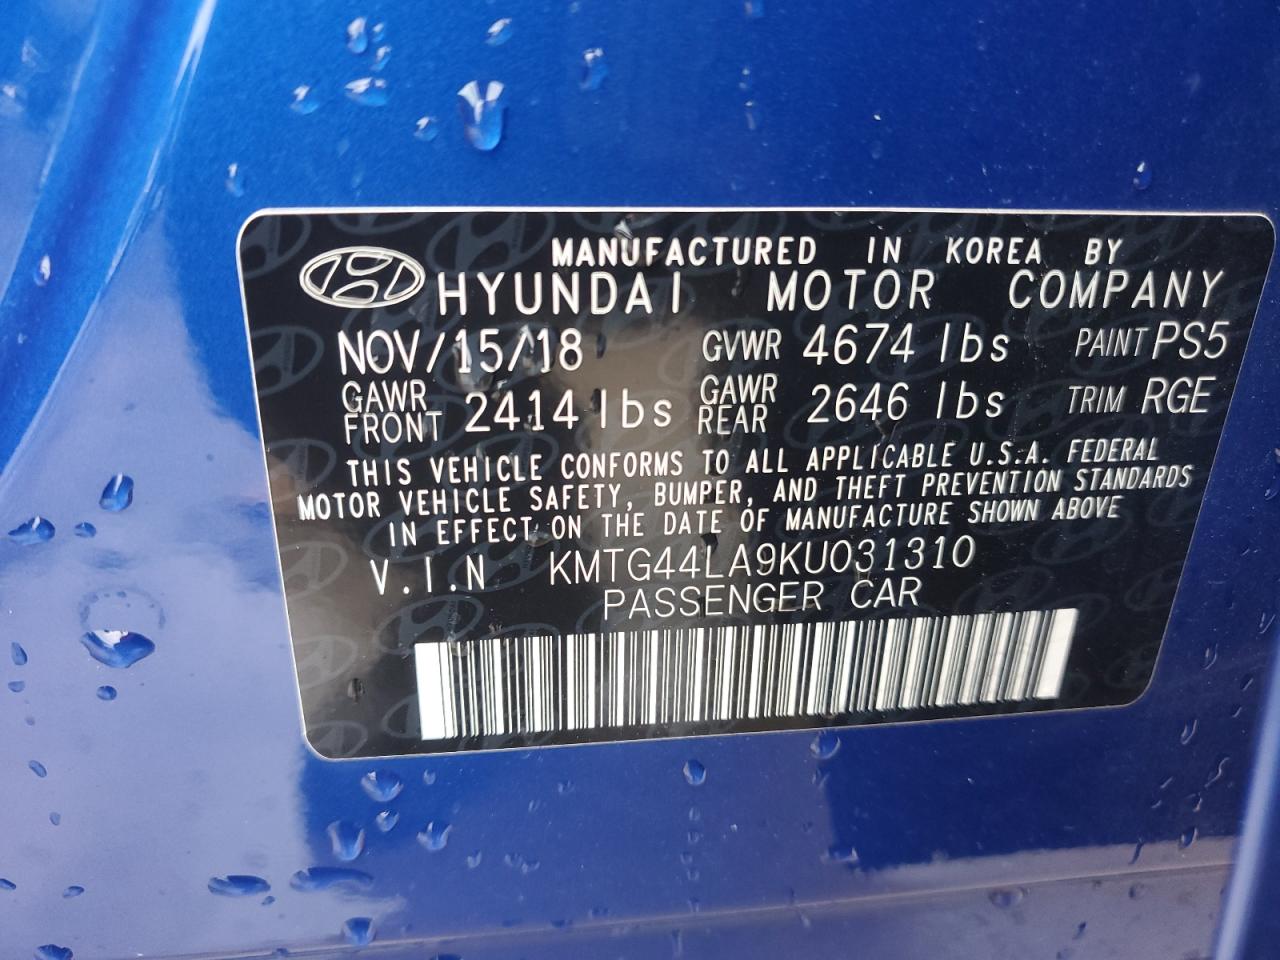 MANUFACTURED IN KOREA BY
HYUNDAI MOTOR COMPANY
NOV/15/18 GVWR 4674 lbs PAINT PS5
GAWR FRONT 2414 lbs GAWR REAR 2646 lbs TRIM RGE
THIS VEHICLE CONFORMS TO ALL APPLICABLE U.S.A. FEDERAL
MOTOR VEHICLE SAFETY, BUMPER, AND THEFT PREVENTION STANDARDS
IN EFFECT ON THE DATE OF MANUFACTURE SHOWN ABOVE
V.I.N KMTG44LA9KU031310
PASSENGER CAR